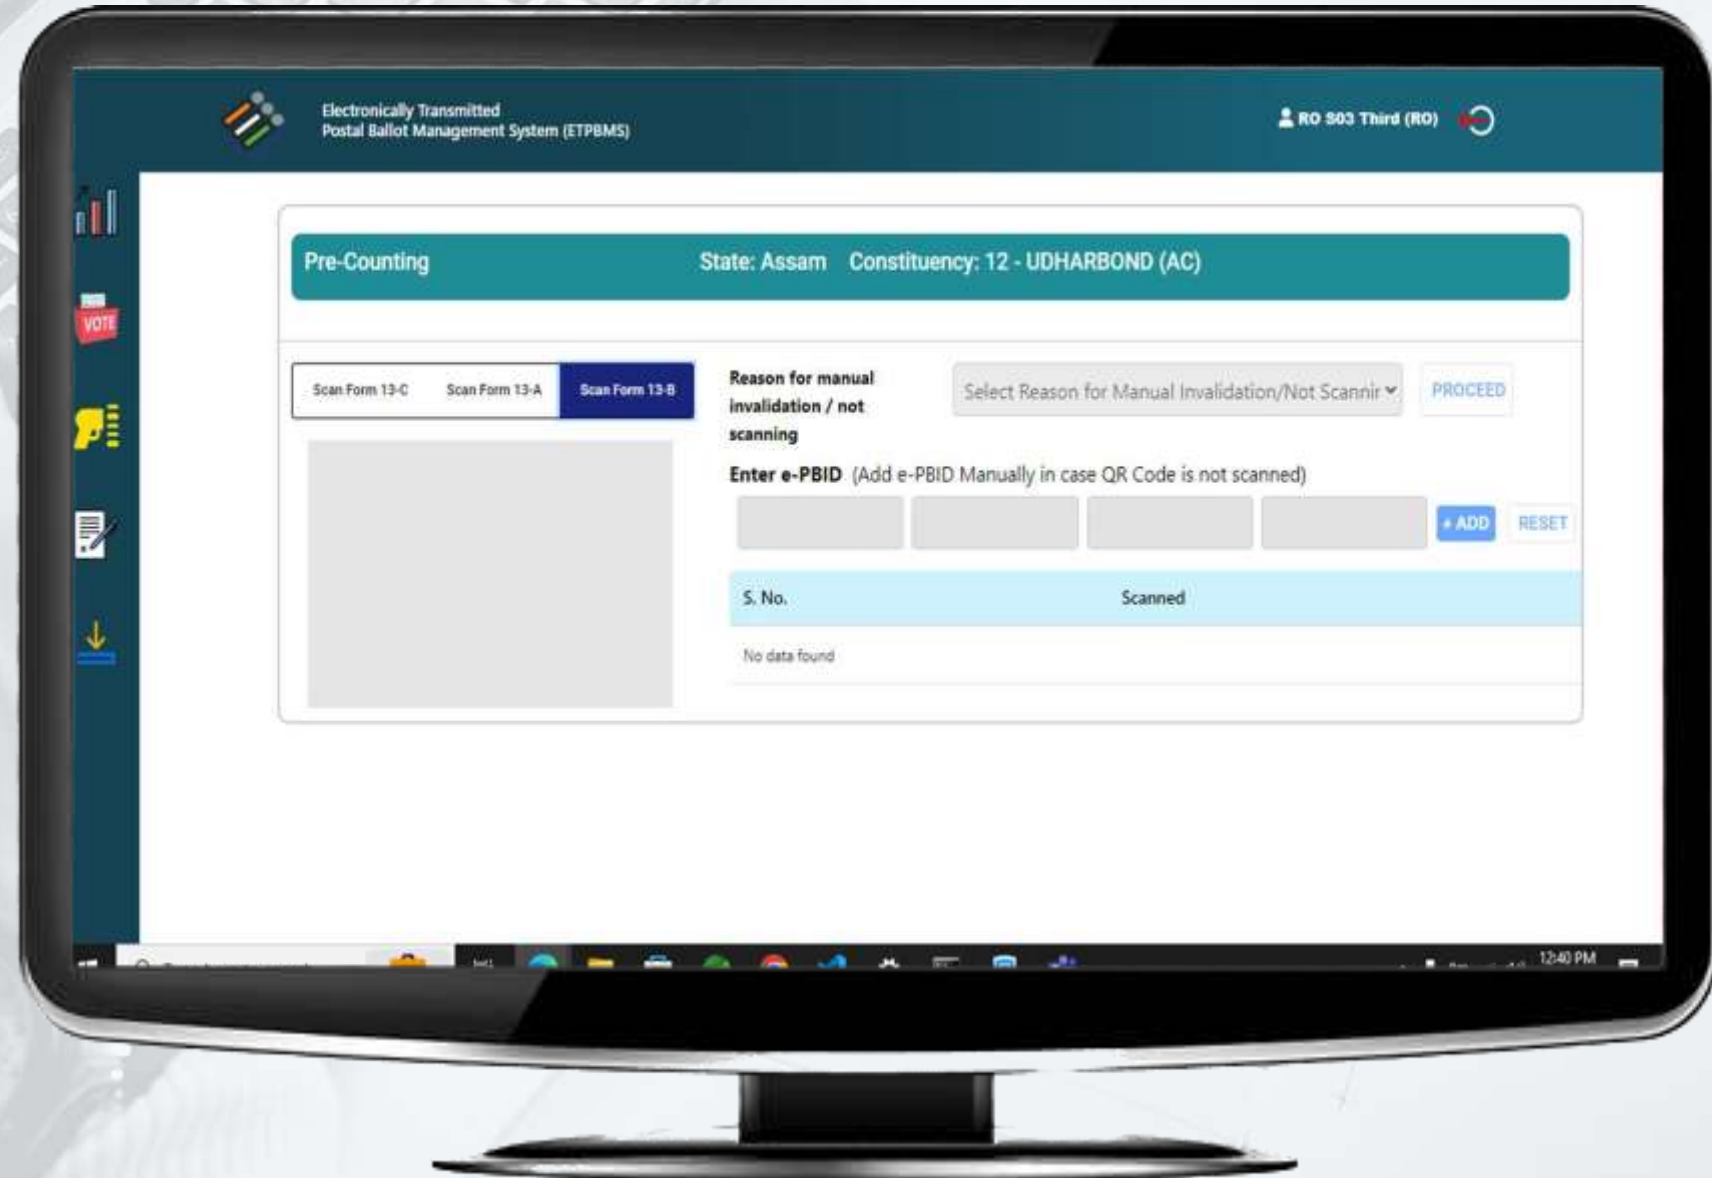 Electronically Transmitted
Postal Ballot Management System (ETPBMS)
RO S03 Third (RO)
VOTE
Pre-Counting State: Assam Constituency: 12 - UDHARBOND (AC)
Scan Form 13-C Scan Form 13-A Scan Form 13-B
Reason for manual
invalidation / not
scanning
Select Reason for Manual Invalidation/Not Scannir
PROCEED
Enter e-PBID (Add e-PBID Manually in case QR Code is not scanned)
+ ADD RESET
S. No. Scanned
No data found
12:40 PM